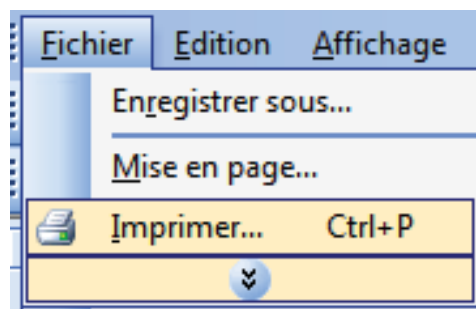 Fichier Edition Affichage
Enregistrer sous...
Mise en page...
Imprimer... Ctrl+P